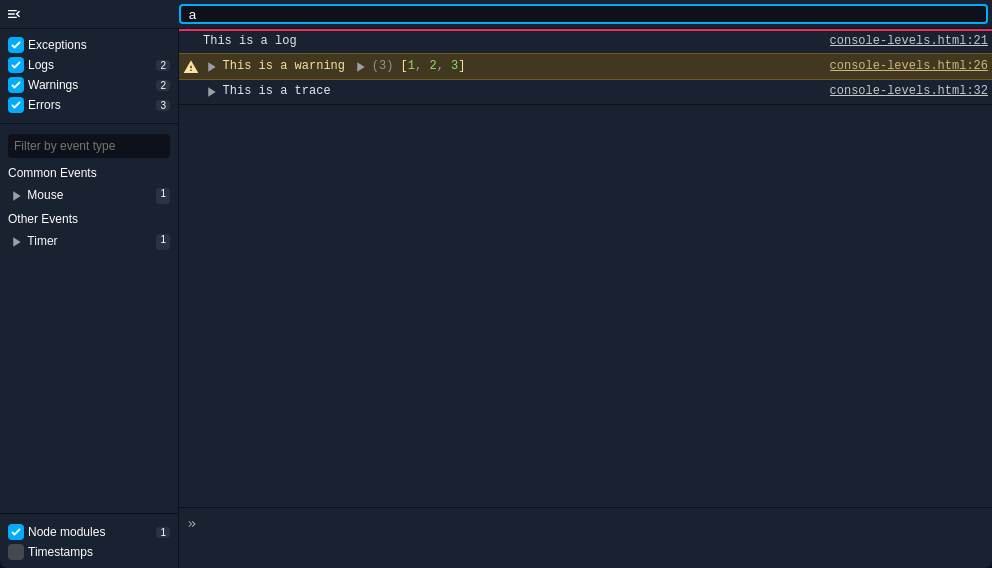 a
Exceptions
Logs 2
Warnings 2
Errors 3
Filter by event type
Common Events
Mouse 1
Other Events
Timer 1
Node modules 1
Timestamps
This is a log console-levels.html:21
This is a warning (3) [1, 2, 3] console-levels.html:26
This is a trace console-levels.html:32
»